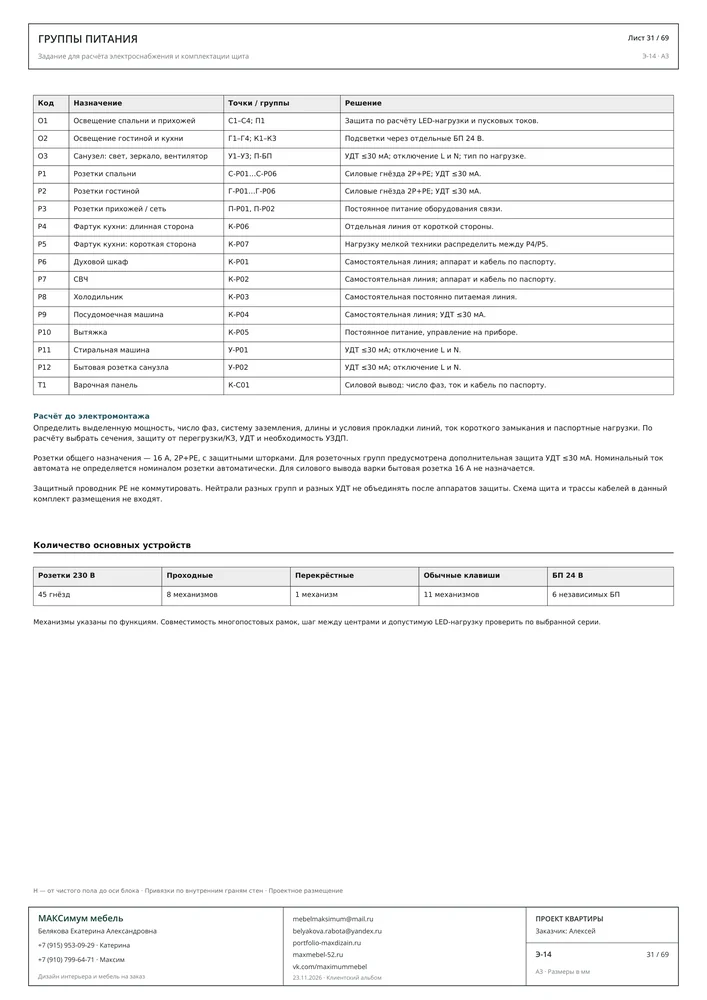 ГРУППЫ ПИТАНИЯ
Лист 31 / 69
Задание для расчёта электроснабжения и комплектации щита
Э-14 · А3
Код Назначение Точки / группы Решение
О1 Освещение спальни и прихожей С1–С4; П1 Защита по расчёту LED-нагрузки и пусковых токов.
О2 Освещение гостиной и кухни Г1–Г4; К1–К3 Подсветки через отдельные БП 24 В.
О3 Санузел: свет, зеркало, вентилятор У1–У3; П-БП УДТ ≤30 мА; отключение L и N; тип по нагрузке.
Р1 Розетки спальни С-Р01…С-Р06 Силовые гнёзда 2P+PE; УДТ ≤30 мА.
Р2 Розетки гостиной Г-Р01…Г-Р06 Силовые гнёзда 2P+PE; УДТ ≤30 мА.
Р3 Розетки прихожей / сеть П-Р01, П-Р02 Постоянное питание оборудования связи.
Р4 Фартук кухни: длинная сторона К-Р06 Отдельная линия от короткой стороны.
Р5 Фартук кухни: короткая сторона К-Р07 Нагрузку мелкой техники распределить между Р4/Р5.
Р6 Духовой шкаф К-Р01 Самостоятельная линия; аппарат и кабель по паспорту.
Р7 СВЧ К-Р02 Самостоятельная линия; аппарат и кабель по паспорту.
Р8 Холодильник К-Р03 Самостоятельная постоянно питаемая линия.
Р9 Посудомоечная машина К-Р04 Самостоятельная линия; УДТ ≤30 мА.
Р10 Вытяжка К-Р05 Постоянное питание, управление на приборе.
Р11 Стиральная машина У-Р01 УДТ ≤30 мА; отключение L и N.
Р12 Бытовая розетка санузла У-Р02 УДТ ≤30 мА; отключение L и N.
Т1 Варочная панель К-С01 Силовой вывод: число фаз, ток и кабель по паспорту.
Расчёт до электромонтажа
Определить выделенную мощность, число фаз, систему заземления, длины и условия прокладки линий, ток короткого замыкания и паспортные нагрузки. По
расчёту выбрать сечения, защиту от перегрузки/КЗ, УДТ и необходимость УЗДП.
Розетки общего назначения — 16 А, 2P+PE, с защитными шторками. Для розеточных групп предусмотрена дополнительная защита УДТ ≤30 мА. Номинальный ток
автомата не определяется номиналом розетки автоматически. Для силового вывода варки бытовая розетка 16 А не назначается.
Защитный проводник PE не коммутировать. Нейтрали разных групп и разных УДТ не объединять после аппаратов защиты. Схема щита и трассы кабелей в данный
комплект размещения не входят.
Количество основных устройств
Розетки 230 В Проходные Перекрёстные Обычные клавиши БП 24 В
45 гнёзд 8 механизмов 1 механизм 11 механизмов 6 независимых БП
Механизмы указаны по функциям. Совместимость многопостовых рамок, шаг между центрами и допустимую LED-нагрузку проверить по выбранной серии.
Н — от чистого пола до оси блока · Привязки по внутренним граням стен · Проектное размещение
МАКСимум мебель
Белякова Екатерина Александровна
+7 (915) 953-09-29 · Катерина
+7 (910) 799-64-71 · Максим
Дизайн интерьера и мебель на заказ
mebelmaksimum@mail.ru
belyakova.rabota@yandex.ru
portfolio-maxdizain.ru
maxmebel-52.ru
vk.com/maximummebel
23.11.2026 · Клиентский альбом
ПРОЕКТ КВАРТИРЫ
Заказчик: Алексей
Э-14 31 / 69
А3 · Размеры в мм